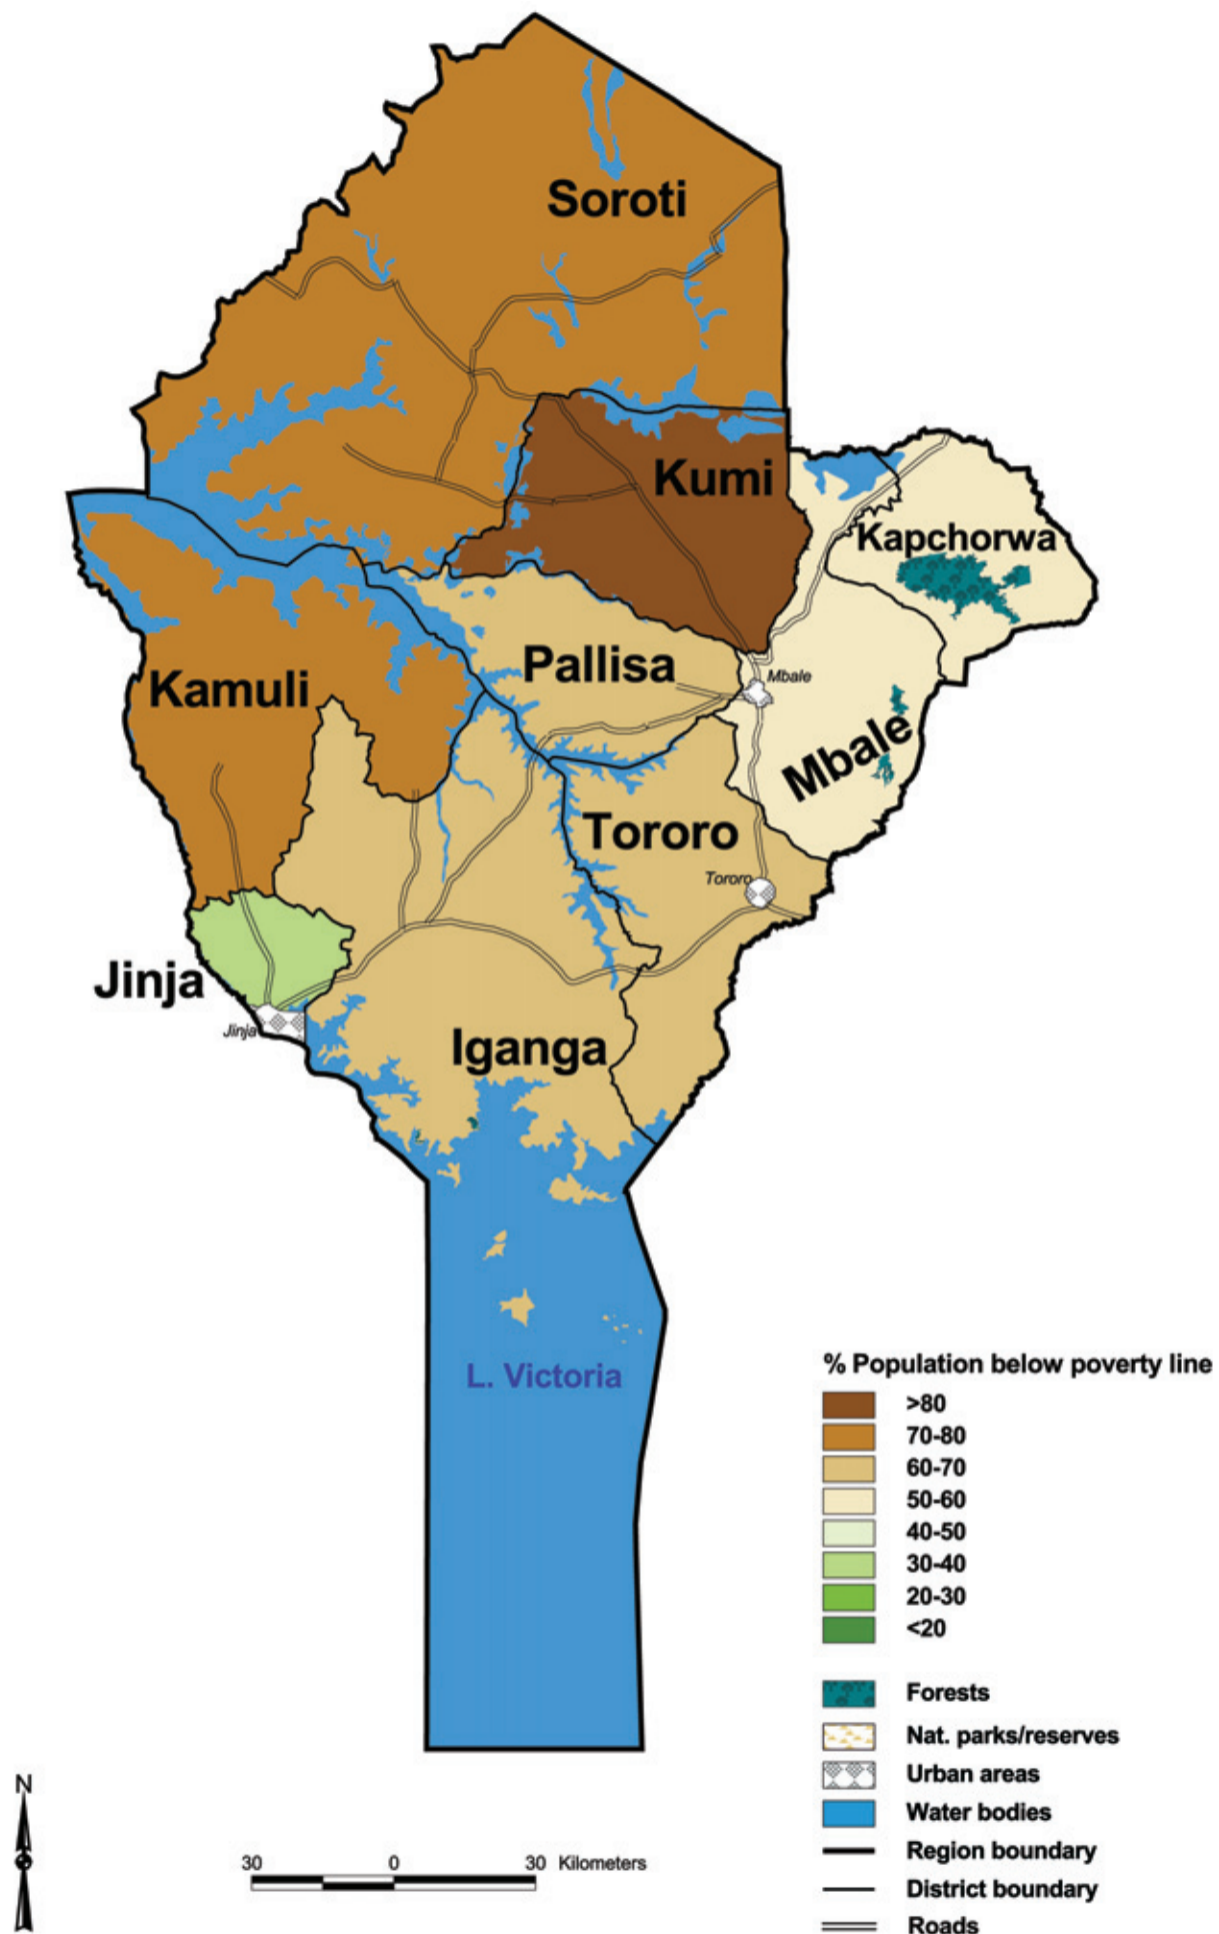 Soroti
Kumi
Kapchorwa
Pallisa
Mbale
Kamuli
Mbale
Tororo
Tororo
Jinja
Jinja
Iganga
L. Victoria
% Population below poverty line
>80
70-80
60-70
50-60
40-50
30-40
20-30
<20
Forests
Nat. parks/reserves
Urban areas
Water bodies
Region boundary
District boundary
Roads
N
30 0 30 Kilometers